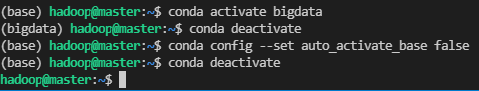 (base) hadoop@master:~$ conda activate bigdata
(bigdata) hadoop@master:~$ conda deactivate
(base) hadoop@master:~$ conda config --set auto_activate_base false
(base) hadoop@master:~$ conda deactivate
hadoop@master:~$